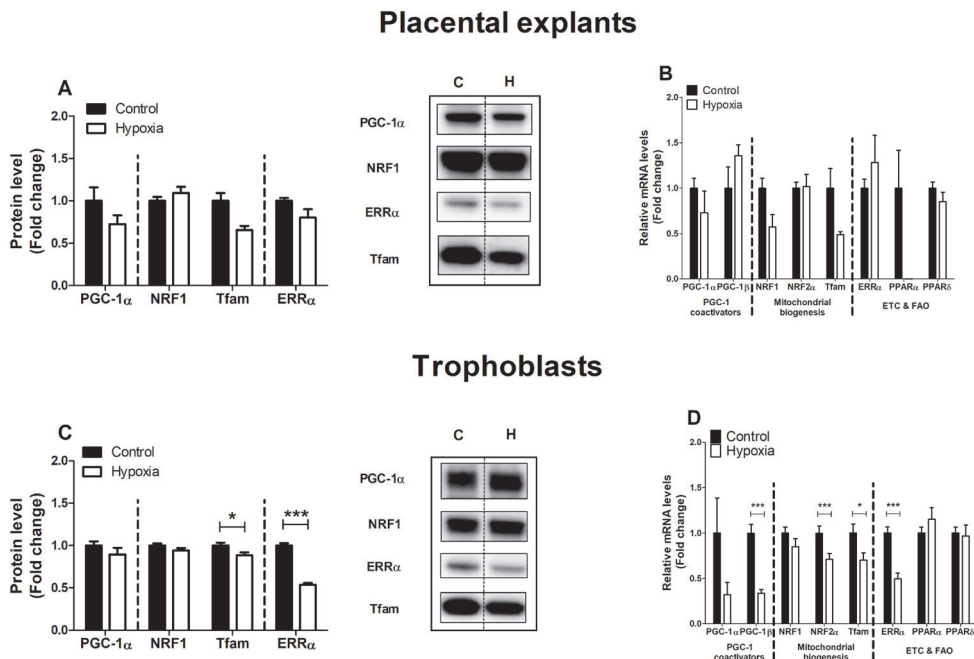 Placental explants
A
Control
Hypoxia
Protein level
(Fold change)
2.0
1.5
1.0
0.5
0.0
PGC-1α NRF1 Tfam ERRα
C H
PGC-1α
NRF1
ERRα
Tfam
B
Control
Hypoxia
Relative mRNA levels
(Fold change)
2.0
1.5
1.0
0.5
0.0
PGC-1α PGC-1β NRF1 NRF2α Tfam ERRα PPARα PPARδ
PGC-1 coactivators
Mitochondrial biogenesis
ETC & FAO
Trophoblasts
C
Control
Hypoxia
Protein level
(Fold change)
2.0
1.5
1.0
0.5
0.0
* ***
PGC-1α NRF1 Tfam ERRα
C H
PGC-1α
NRF1
ERRα
Tfam
D
Control
Hypoxia
Relative mRNA levels
(Fold change)
2.0
1.5
1.0
0.5
0.0
*** *** * ***
PGC-1α PGC-1β NRF1 NRF2α Tfam ERRα PPARα PPARδ
PGC-1 coactivators
Mitochondrial biogenesis
ETC & FAO